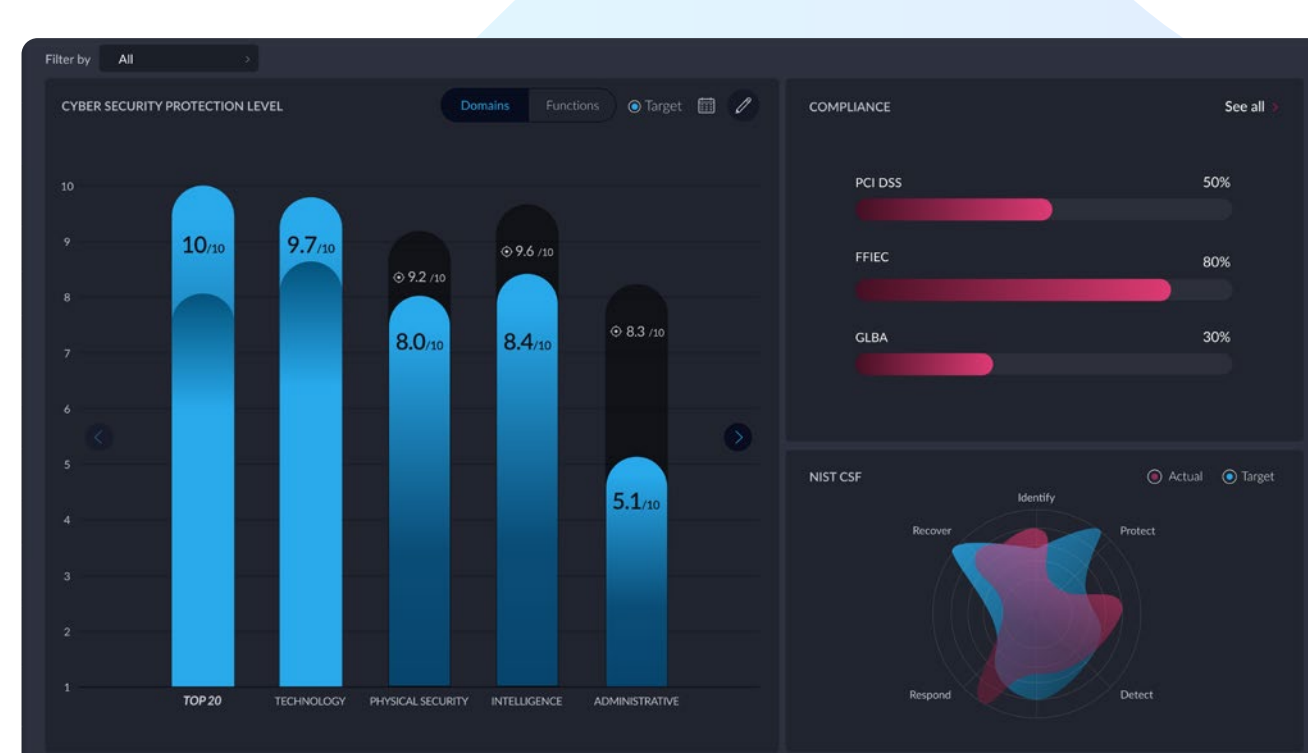 Filter by All
CYBER SECURITY PROTECTION LEVEL
Domains Functions Target
10
9
8
7
6
5
4
3
2
1
10/10
9.7/10
9.2 /10
8.0/10
9.6 /10
8.4/10
8.3 /10
5.1/10
TOP 20 TECHNOLOGY PHYSICAL SECURITY INTELLIGENCE ADMINISTRATIVE
COMPLIANCE See all
PCI DSS 50%
FFIEC 80%
GLBA 30%
NIST CSF Actual Target
Identify
Recover Protect
Respond Detect